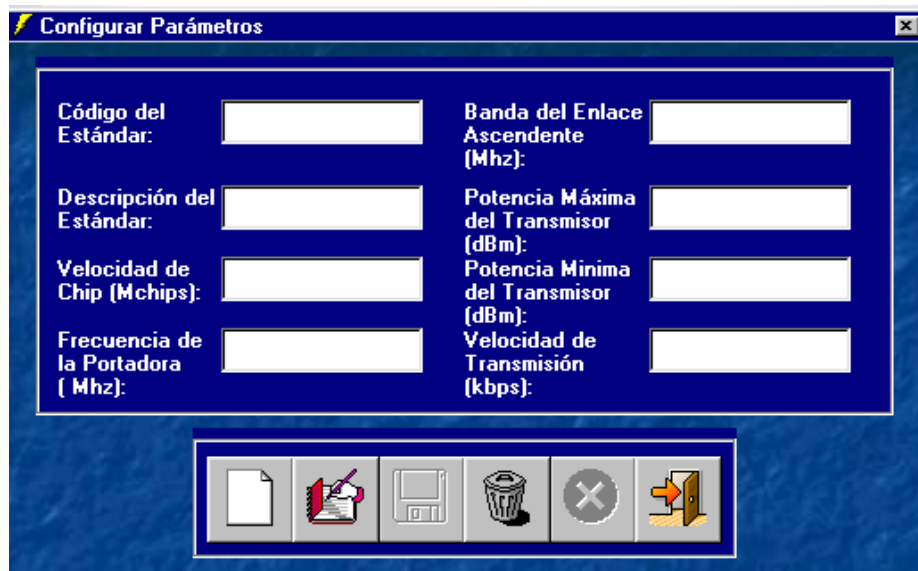 Configurar Parámetros
Código del
Estándar:
Banda del Enlace
Ascendente
(Mhz):
Descripción del
Estándar:
Potencia Máxima
del Transmisor
(dBm):
Velocidad de
Chip (Mchips):
Potencia Minima
del Transmisor
(dBm):
Frecuencia de
la Portadora
( Mhz):
Velocidad de
Transmisión
(kbps):